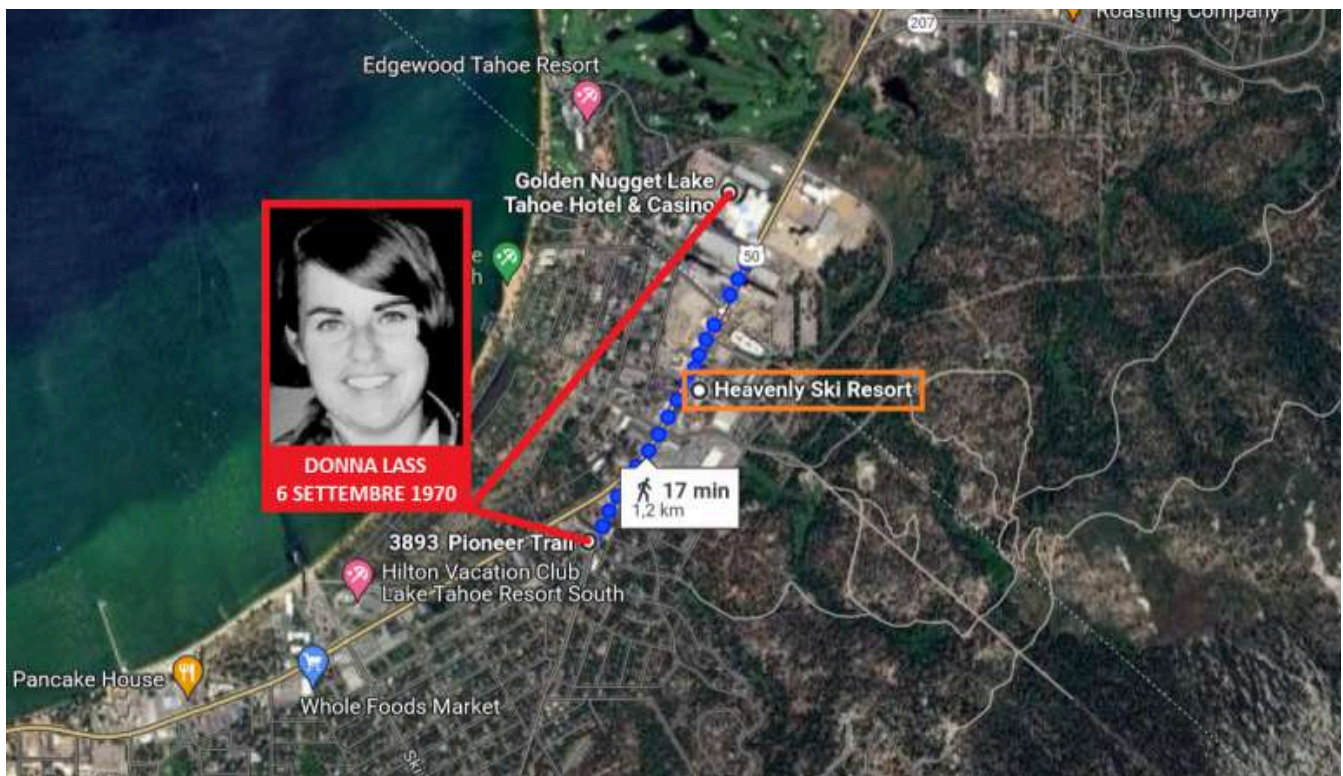 Roasting Company
207
Edgewood Tahoe Resort
Golden Nugget Lake
Tahoe Hotel & Casino
50
Heavenly Ski Resort
DONNA LASS
6 SETTEMBRE 1970
17 min
1,2 km
3893 Pioneer Trail
Hilton Vacation Club
Lake Tahoe Resort South
Pancake House
Whole Foods Market
Ski